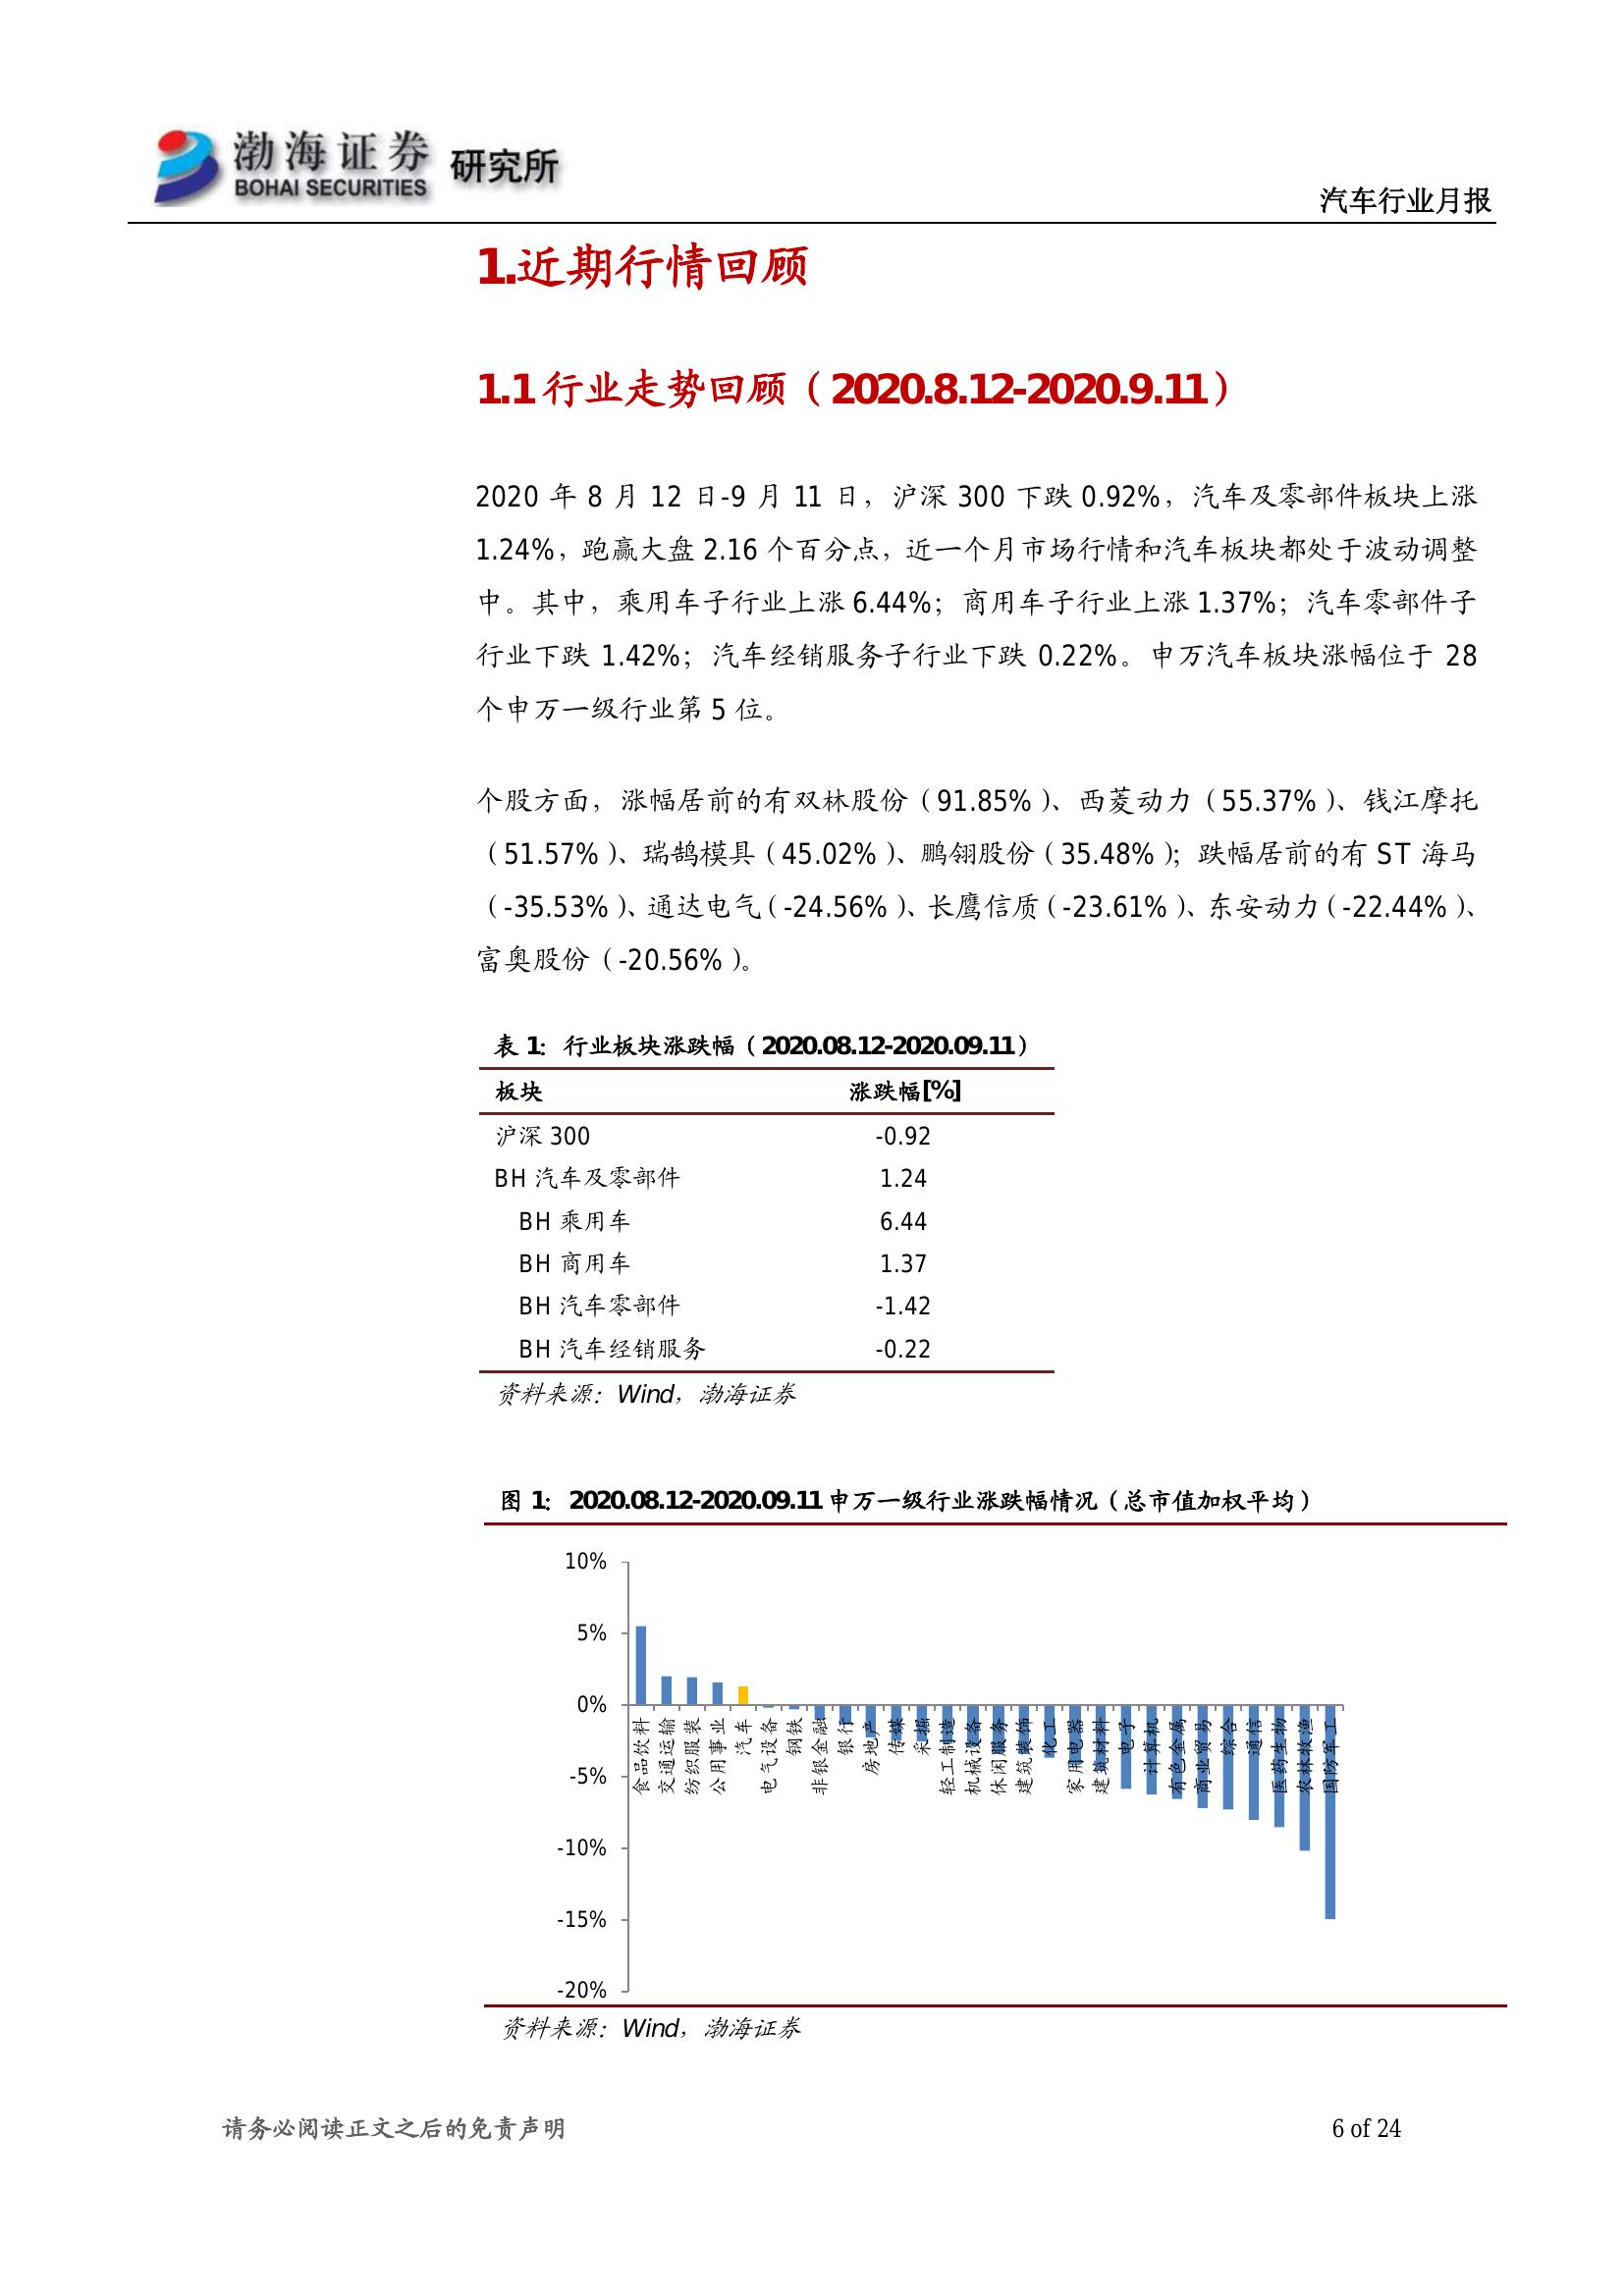 渤海证券 研究所
BOHAI SECURITIES
汽车行业月报
1.近期行情回顾
1.1 行业走势回顾（2020.8.12-2020.9.11）
2020 年 8 月 12 日-9 月 11 日，沪深 300 下跌 0.92%，汽车及零部件板块上涨
1.24%，跑赢大盘 2.16 个百分点，近一个月市场行情和汽车板块都处于波动调整
中。其中，乘用车子行业上涨 6.44%；商用车子行业上涨 1.37%；汽车零部件子
行业下跌 1.42%；汽车经销服务子行业下跌 0.22%。申万汽车板块涨幅位于 28
个申万一级行业第 5 位。
个股方面，涨幅居前的有双林股份（91.85%）、西菱动力（55.37%）、钱江摩托
（51.57%）、瑞鹄模具（45.02%）、鹏翎股份（35.48%）；跌幅居前的有 ST 海马
（-35.53%）、通达电气（-24.56%）、长鹰信质（-23.61%）、东安动力（-22.44%）、
富奥股份（-20.56%）。
表 1：行业板块涨跌幅（2020.08.12-2020.09.11）
板块 涨跌幅[%]
沪深 300 -0.92
BH 汽车及零部件 1.24
BH 乘用车 6.44
BH 商用车 1.37
BH 汽车零部件 -1.42
BH 汽车经销服务 -0.22
资料来源：Wind，渤海证券
图 1：2020.08.12-2020.09.11 申万一级行业涨跌幅情况（总市值加权平均）
10%
5%
0%
-5%
-10%
-15%
-20%
食品饮料
交通运输
纺织服装
公用事业
汽车
电气设备
钢铁
非银金融
银行
房地产
传媒
采掘
轻工制造
机械设备
休闲服务
建筑装饰
化工
家用电器
建筑材料
电子
计算机
有色金属
商业贸易
综合
通信
医药生物
农林牧渔
国防军工
资料来源：Wind，渤海证券
请务必阅读正文之后的免责声明
6 of 24